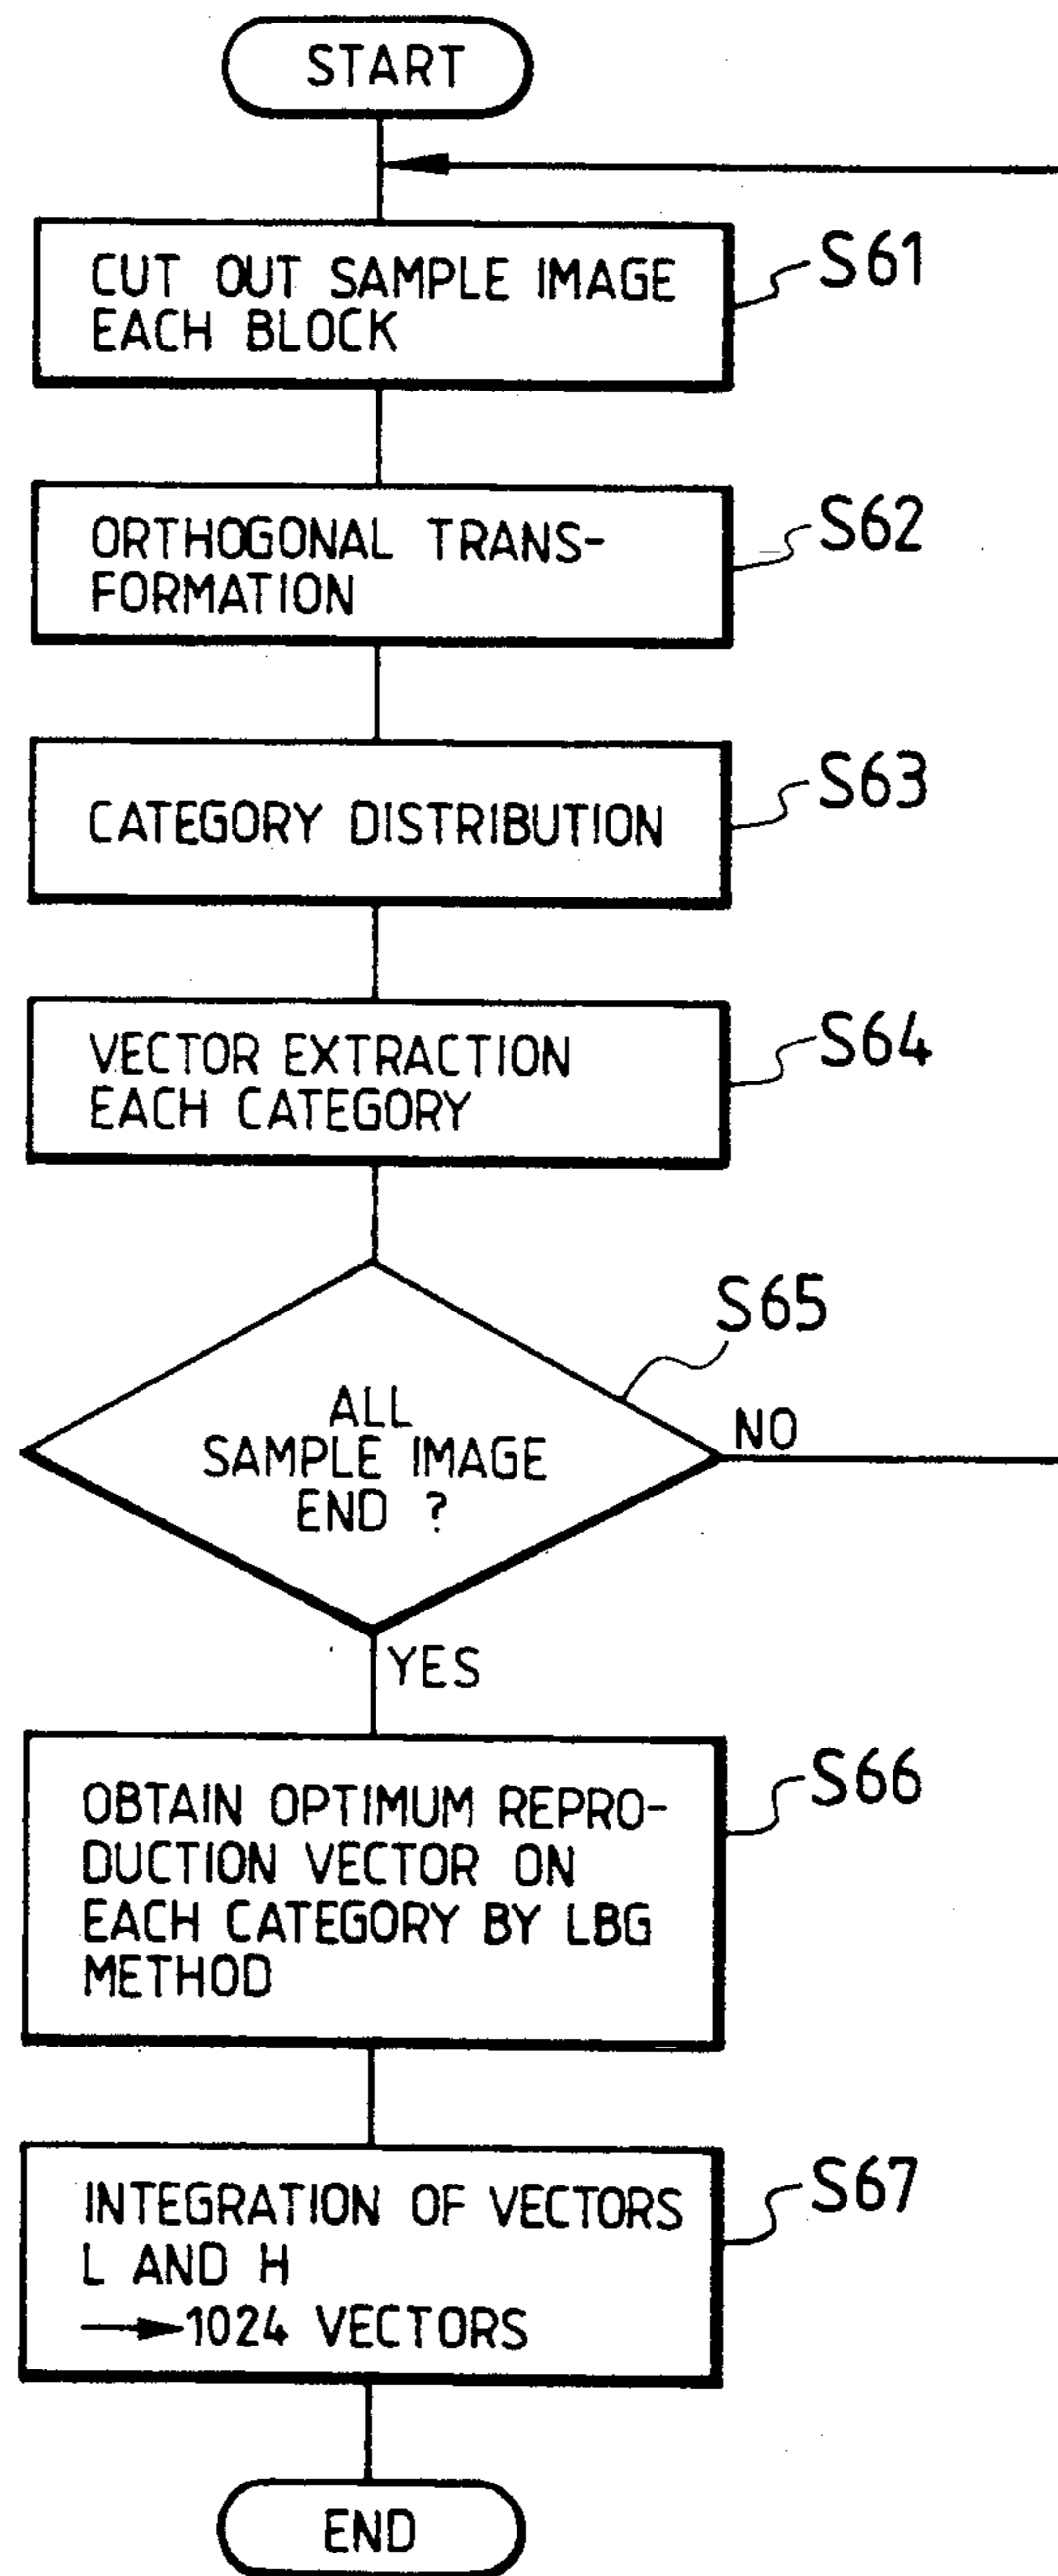 START
CUT OUT SAMPLE IMAGE
EACH BLOCK
S61
ORTHOGONAL TRANS-
FORMATION
S62
CATEGORY DISTRIBUTION
S63
VECTOR EXTRACTION
EACH CATEGORY
S64
S65
ALL
SAMPLE IMAGE
END ?
NO
YES
OBTAIN OPTIMUM REPRO-
DUCTION VECTOR ON
EACH CATEGORY BY LBG
METHOD
S66
INTEGRATION OF VECTORS
L AND H
→1024 VECTORS
S67
END